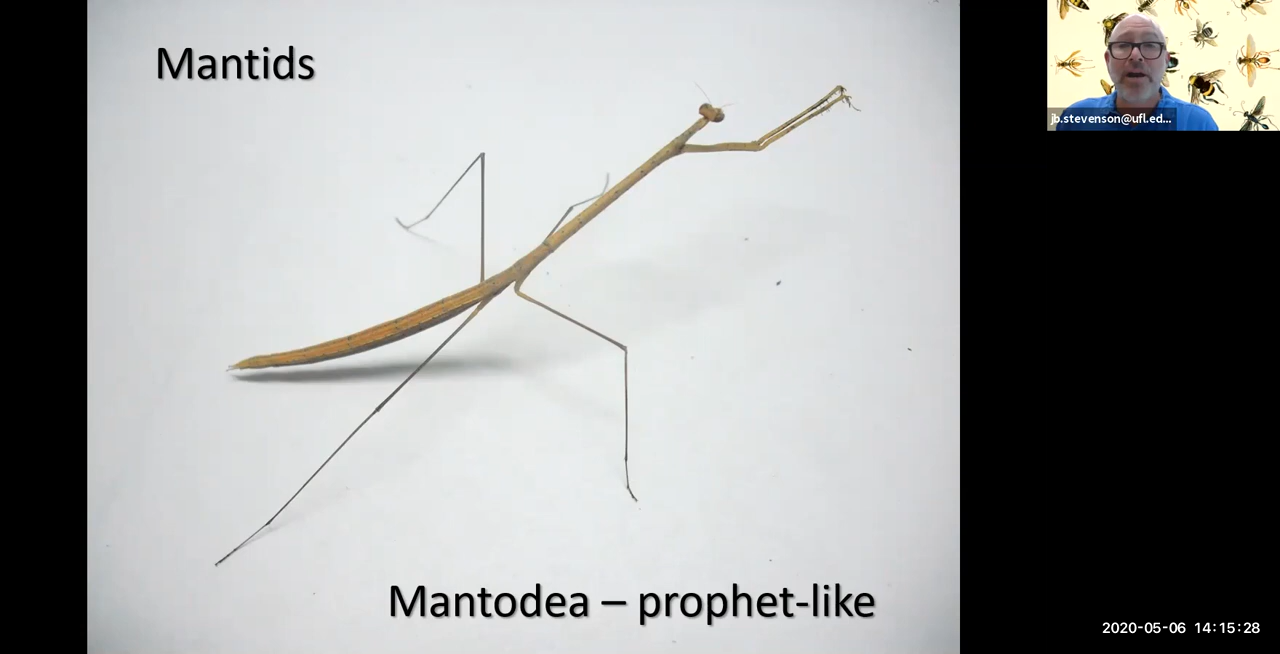 Mantids
jb.stevenson@ufl.ed...
Mantodea – prophet-like
2020-05-06 14:15:28